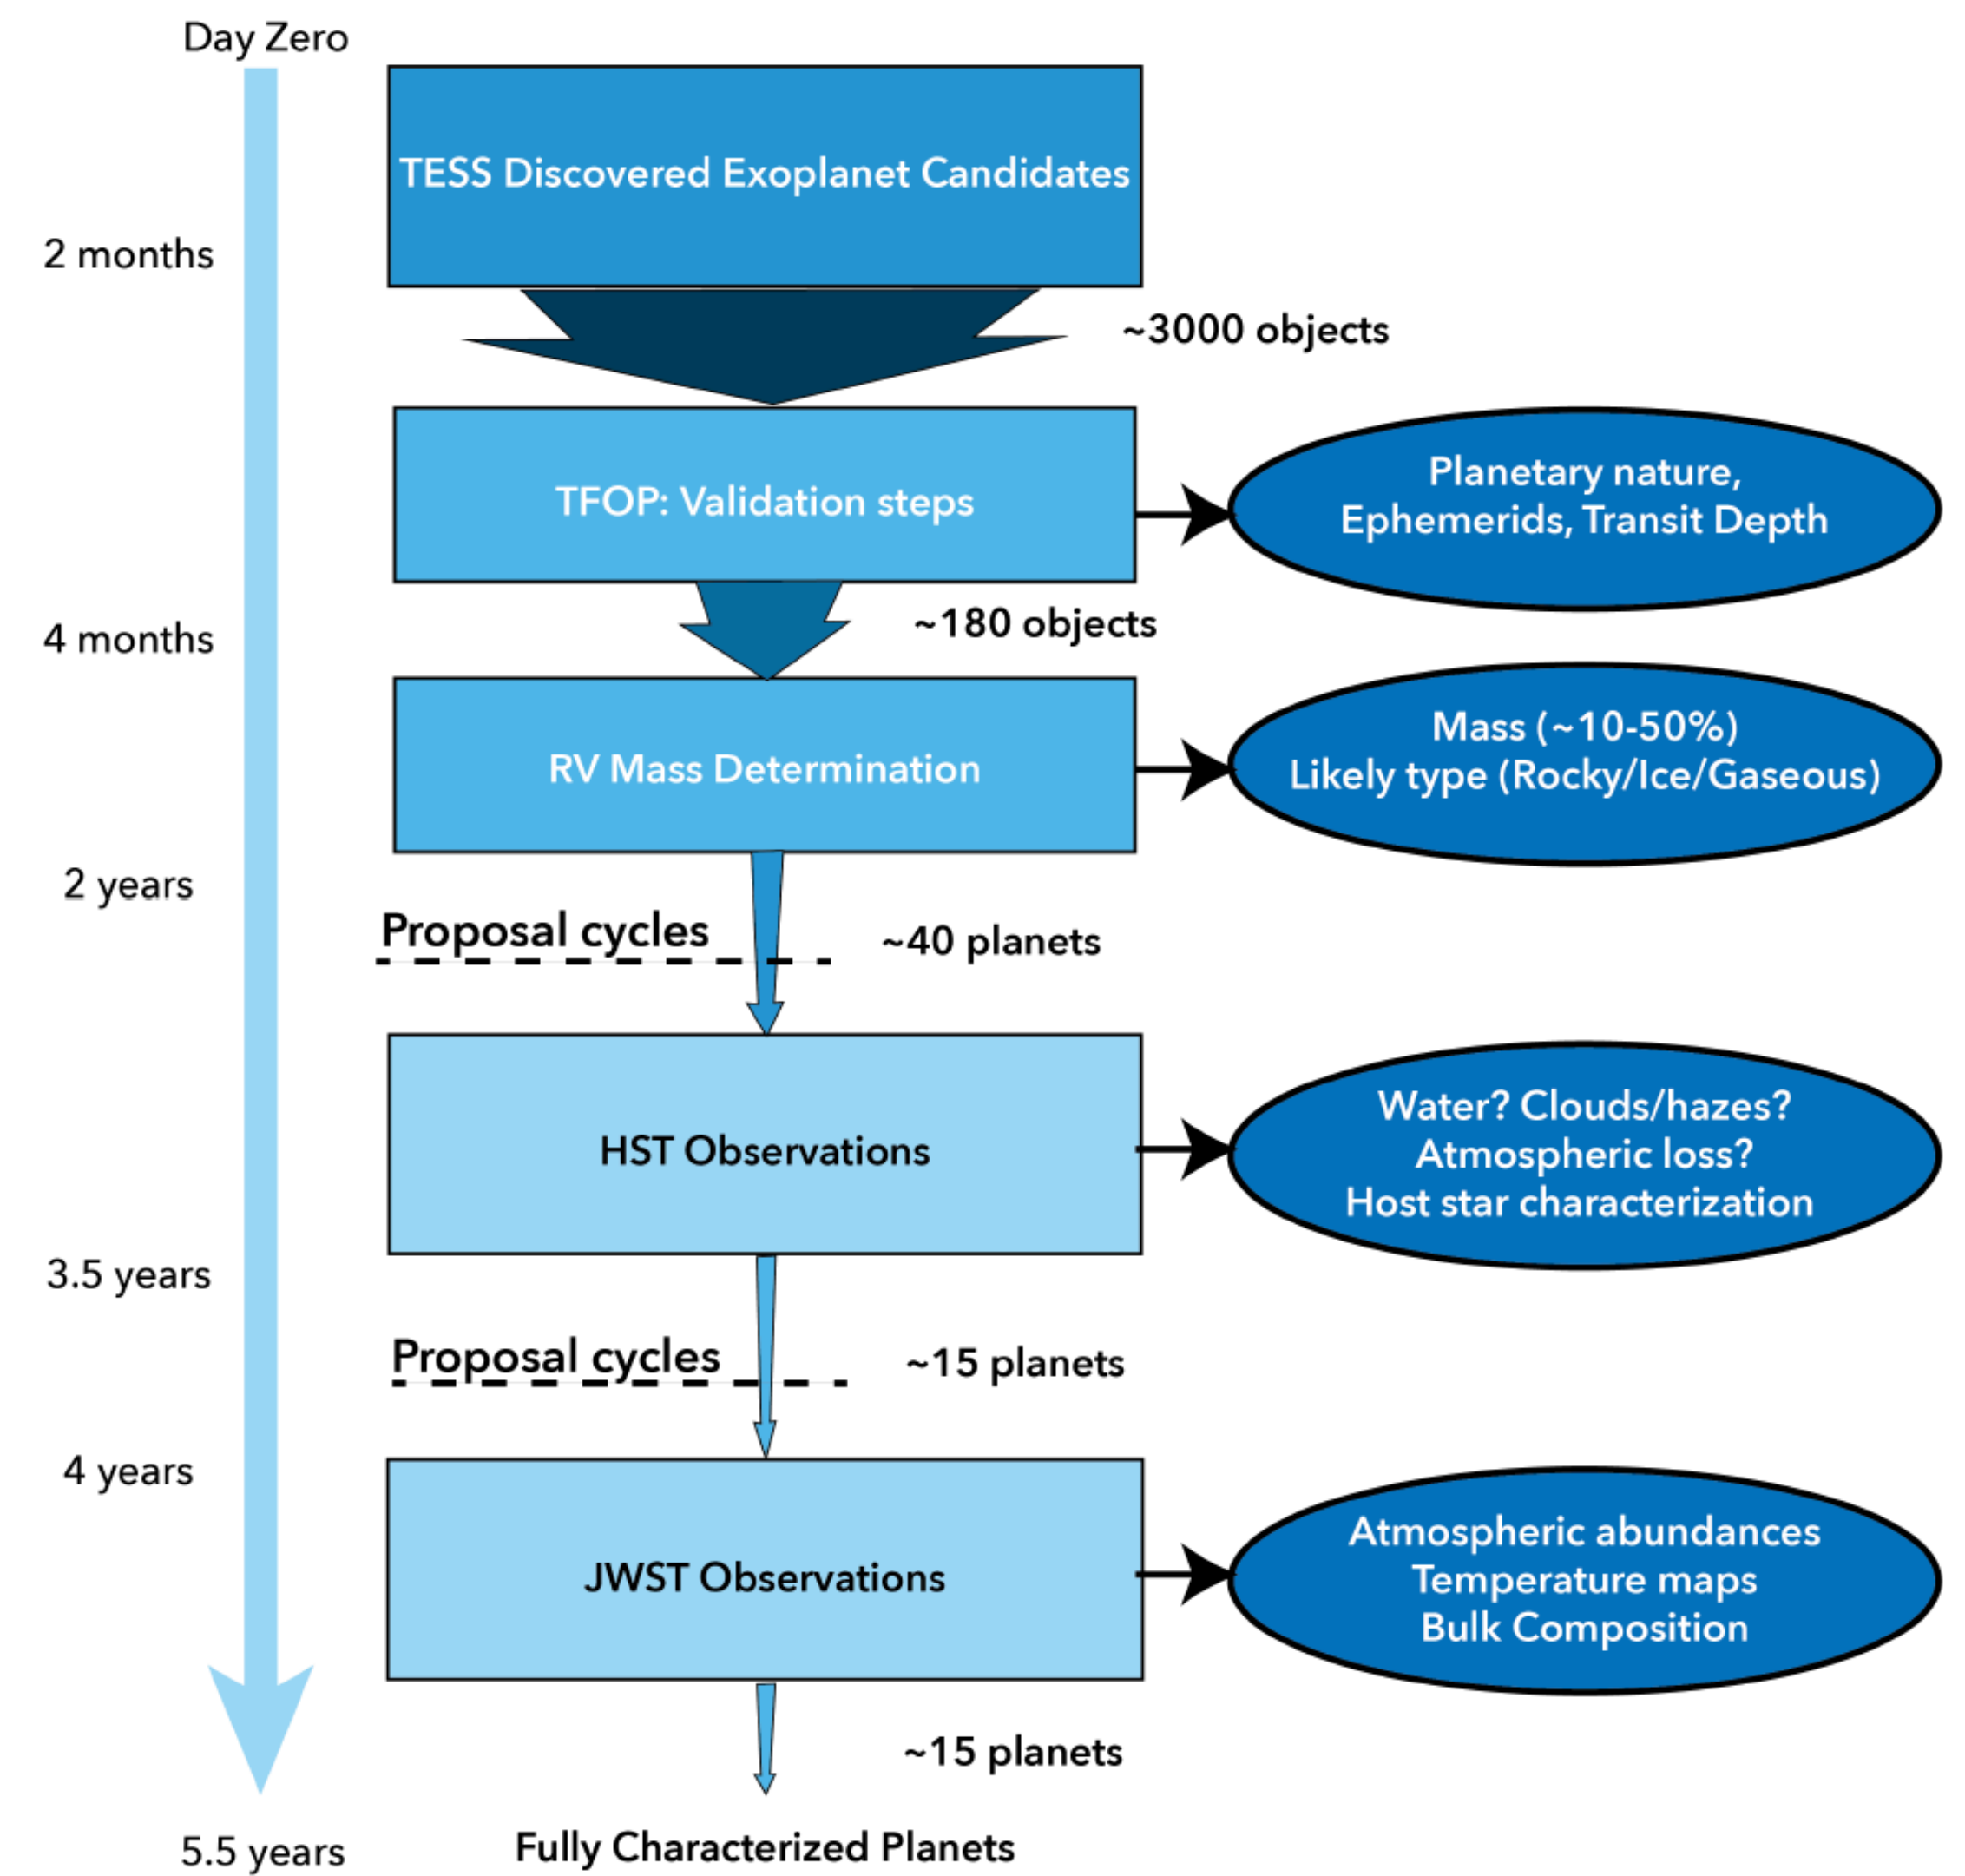 Day Zero
TESS Discovered Exoplanet Candidates
2 months
~3000 objects
TFOP: Validation steps
Planetary nature,
Ephemerids, Transit Depth
~180 objects
4 months
RV Mass Determination
Mass (~10-50%)
Likely type (Rocky/Ice/Gaseous)
2 years
Proposal cycles
~40 planets
HST Observations
Water? Clouds/hazes?
Atmospheric loss?
Host star characterization
3.5 years
Proposal cycles
~15 planets
4 years
JWST Observations
Atmospheric abundances
Temperature maps
Bulk Composition
~15 planets
5.5 years
Fully Characterized Planets